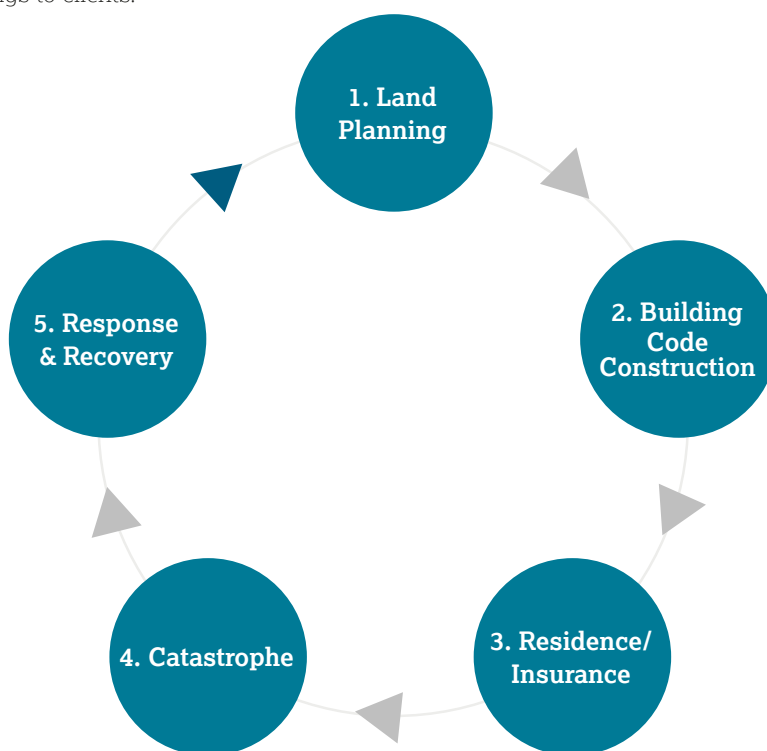 1. Land
Planning
2. Building
Code
Construction
3. Residence/
Insurance
4. Catastrophe
5. Response
& Recovery